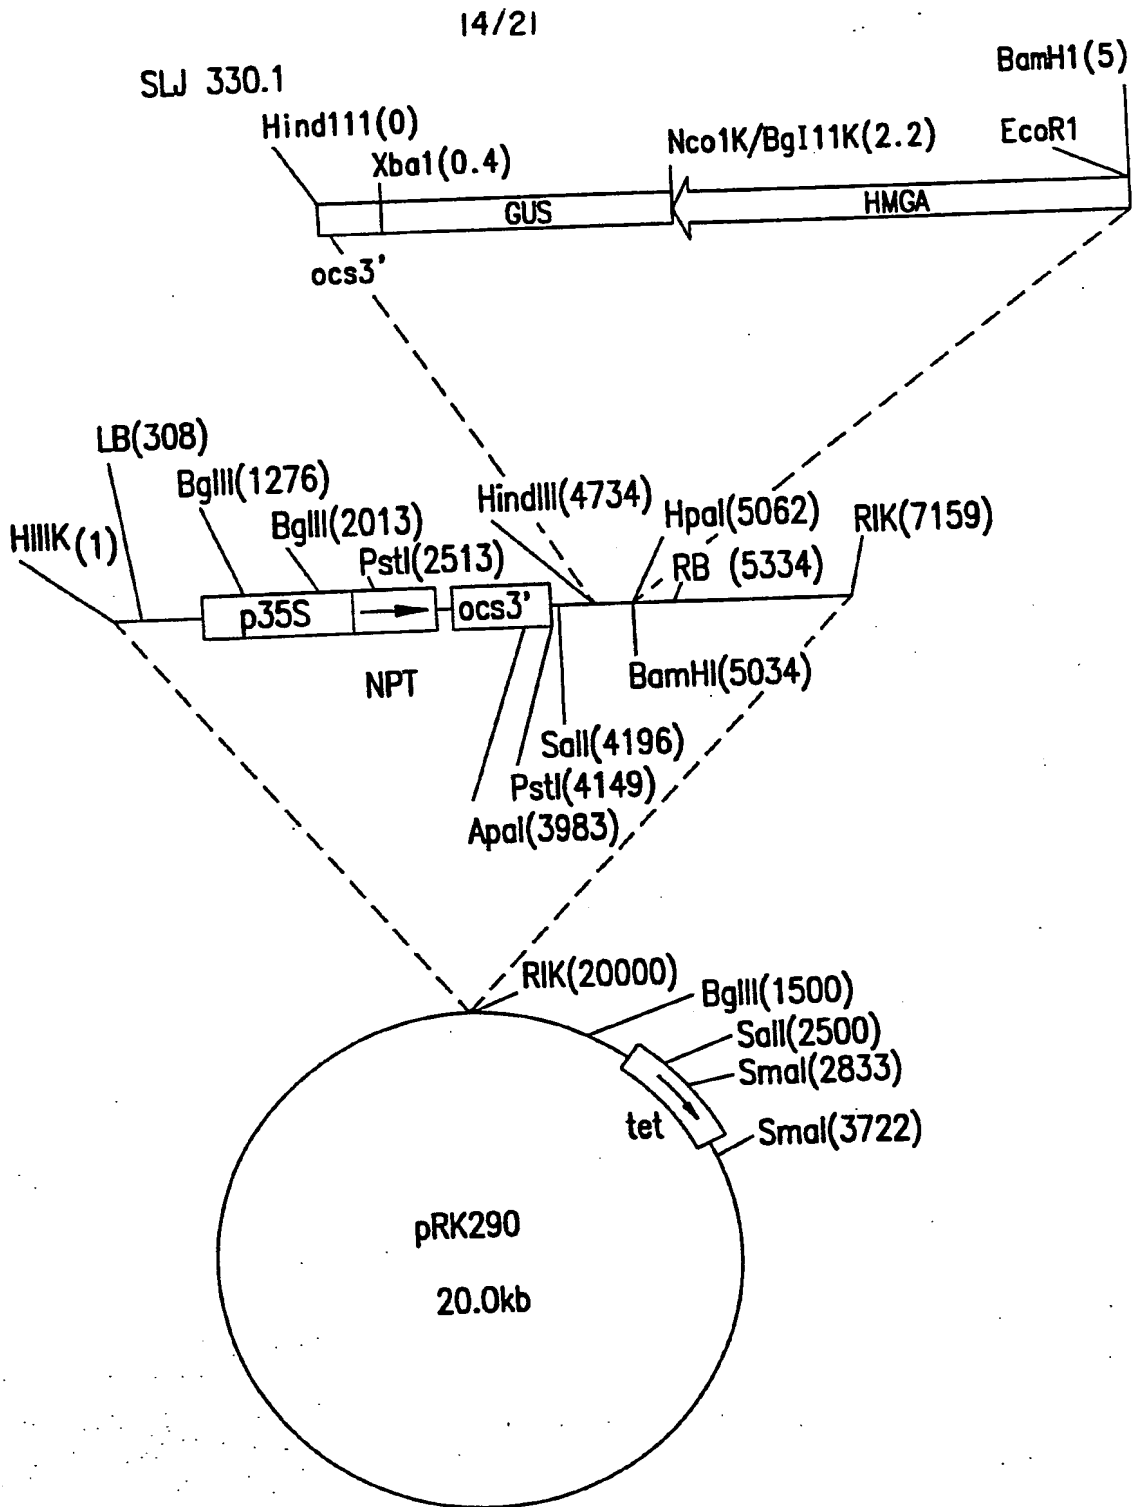 14/21
SLJ 330.1
BamH1(5)
Hind111(0)
Xba1(0.4)
Nco1K/BgI11K(2.2)
EcoR1
GUS
HMGA
ocs3'
LB(308)
BglII(1276)
BglII(2013)
PstI(2513)
HindIII(4734)
HpaI(5062)
RIK(7159)
HIIIK(1)
RB (5334)
p35S
ocs3'
NPT
BamHI(5034)
SalI(4196)
PstI(4149)
ApaI(3983)
RIK(20000)
BglII(1500)
SalI(2500)
SmaI(2833)
tet
SmaI(3722)
pRK290
20.0kb